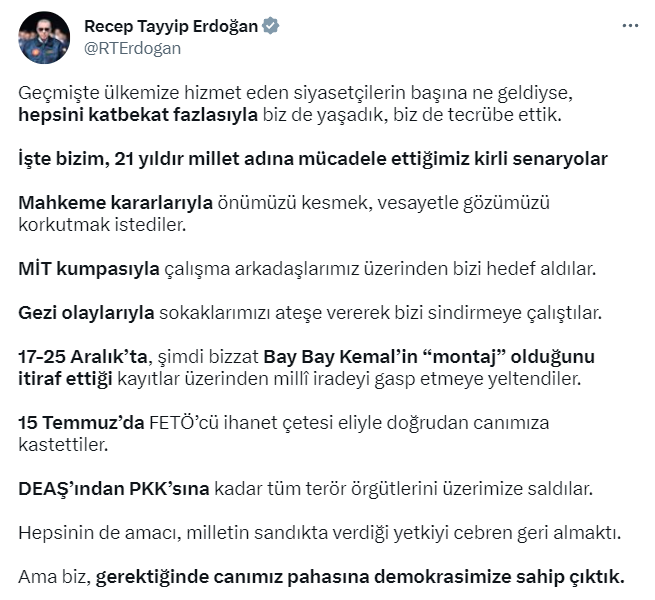 Recep Tayyip Erdoğan
@RTErdogan
Geçmişte ülkemize hizmet eden siyasetçilerin başına ne geldiyse,
hepsini katbekat fazlasıyla biz de yaşadık, biz de tecrübe ettik.
İşte bizim, 21 yıldır millet adına mücadele ettiğimiz kirli senaryolar
Mahkeme kararlarıyla önümüzü kesmek, vesayetle gözümüzü
korkutmak istediler.
MİT kumpasıyla çalışma arkadaşlarımız üzerinden bizi hedef aldılar.
Gezi olaylarıyla sokaklarımızı ateşe vererek bizi sindirmeye çalıştılar.
17-25 Aralık’ta, şimdi bizzat Bay Bay Kemal’in “montaj” olduğunu
itiraf ettiği kayıtlar üzerinden millî iradeyi gasp etmeye yeltendiler.
15 Temmuz’da FETÖ’cü ihanet çetesi eliyle doğrudan canımıza
kastettiler.
DEAŞ’ından PKK’sına kadar tüm terör örgütlerini üzerimize saldılar.
Hepsinin de amacı, milletin sandıkta verdiği yetkiyi cebren geri almaktı.
Ama biz, gerektiğinde canımız pahasına demokrasimize sahip çıktık.